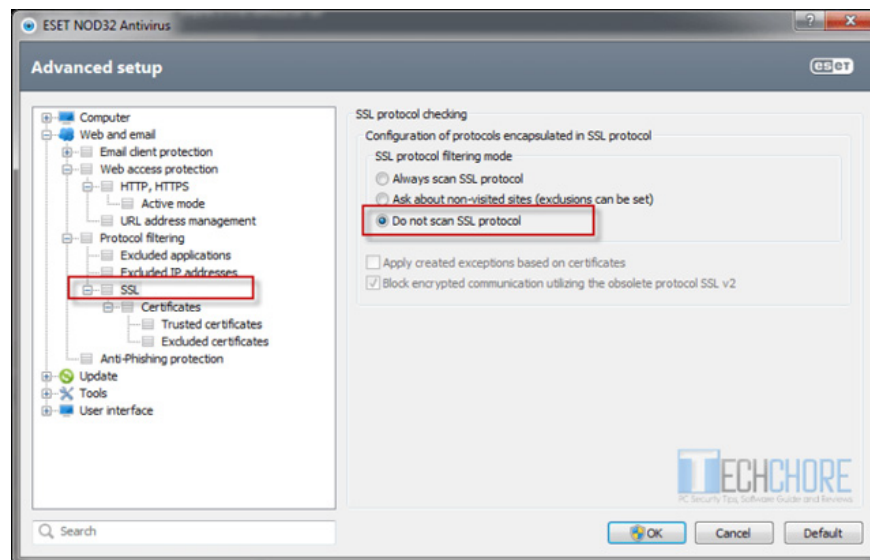 ESET NOD32 Antivirus
Advanced setup
eset
Computer
Web and email
Email client protection
Web access protection
HTTP, HTTPS
Active mode
URL address management
Protocol filtering
Excluded applications
Excluded IP addresses
SSL
Certificates
Trusted certificates
Excluded certificates
Anti-Phishing protection
Update
Tools
User interface
SSL protocol checking
Configuration of protocols encapsulated in SSL protocol
SSL protocol filtering mode
Always scan SSL protocol
Ask about non-visited sites (exclusions can be set)
Do not scan SSL protocol
Apply created exceptions based on certificates
Block encrypted communication utilizing the obsolete protocol SSL v2
TECHCHORE
PC Security Tips, Software Guide and Reviews
Search
OK
Cancel
Default